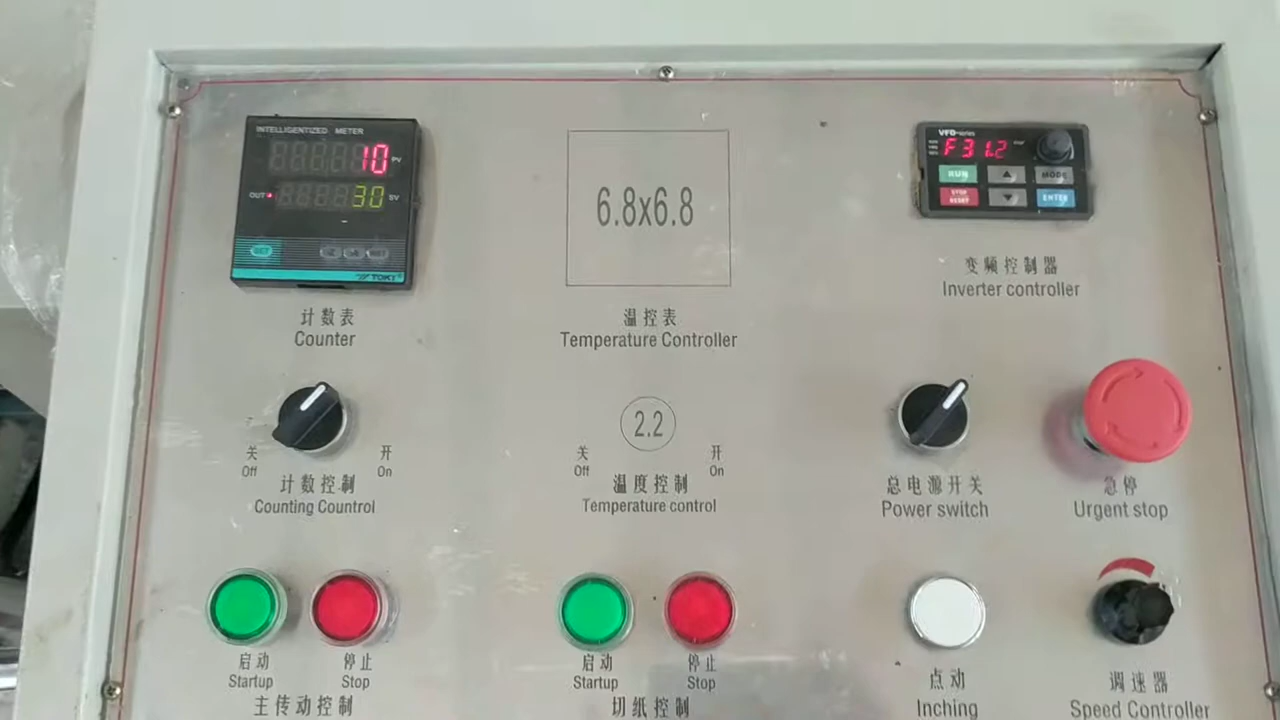 INTELLIGENTIZED METER
10 PV
OUT 30 SV
SET
TOKY
计数表
Counter
6.8x6.8
温控表
Temperature Controller
VFD-series
F31.2
RUN
MODE
STOP
RESET
ENTER
变频控制器
Inverter controller
关
Off
开
On
计数控制
Counting Countrol
2.2
关
Off
开
On
温度控制
Temperature control
总电源开关
Power switch
急停
Urgent stop
启动
Startup
停止
Stop
主传动控制
启动
Startup
停止
Stop
切纸控制
点动
Inching
调速器
Speed Controller